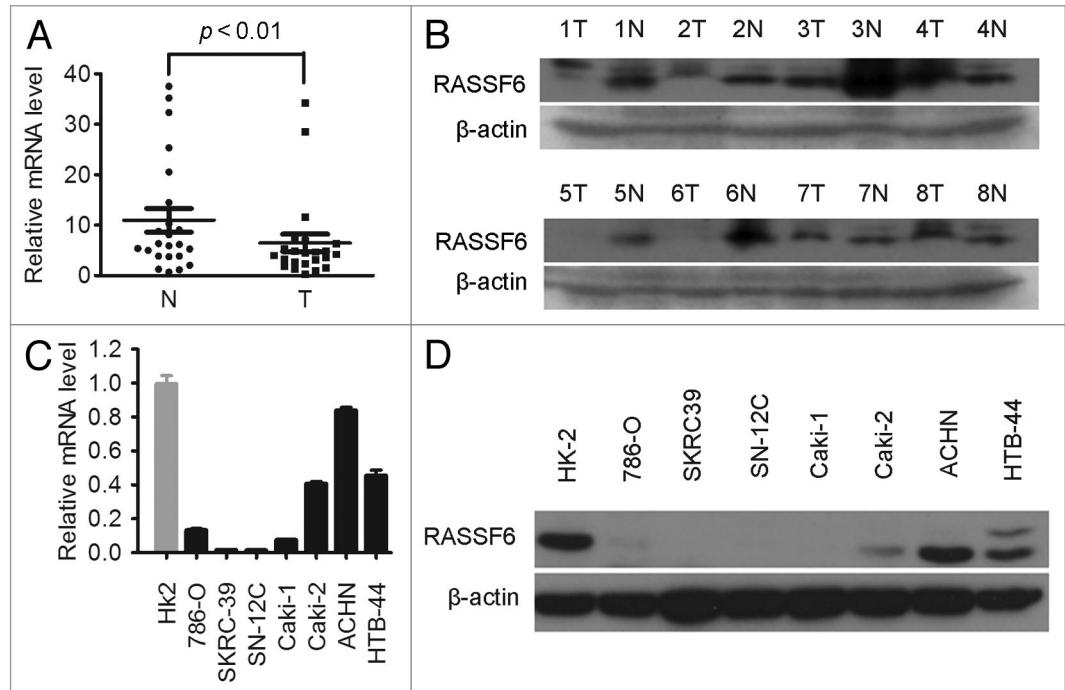 A
p < 0.01
Relative mRNA level
40
30
20
10
0
N T
B
1T 1N 2T 2N 3T 3N 4T 4N
RASSF6
β-actin
5T 5N 6T 6N 7T 7N 8T 8N
RASSF6
β-actin
C
Relative mRNA level
1.2
1.0
0.8
0.6
0.4
0.2
0.0
Hk2
786-O
SKRC-39
SN-12C
Caki-1
Caki-2
ACHN
HTB-44
D
HK-2
786-O
SKRC39
SN-12C
Caki-1
Caki-2
ACHN
HTB-44
RASSF6
β-actin